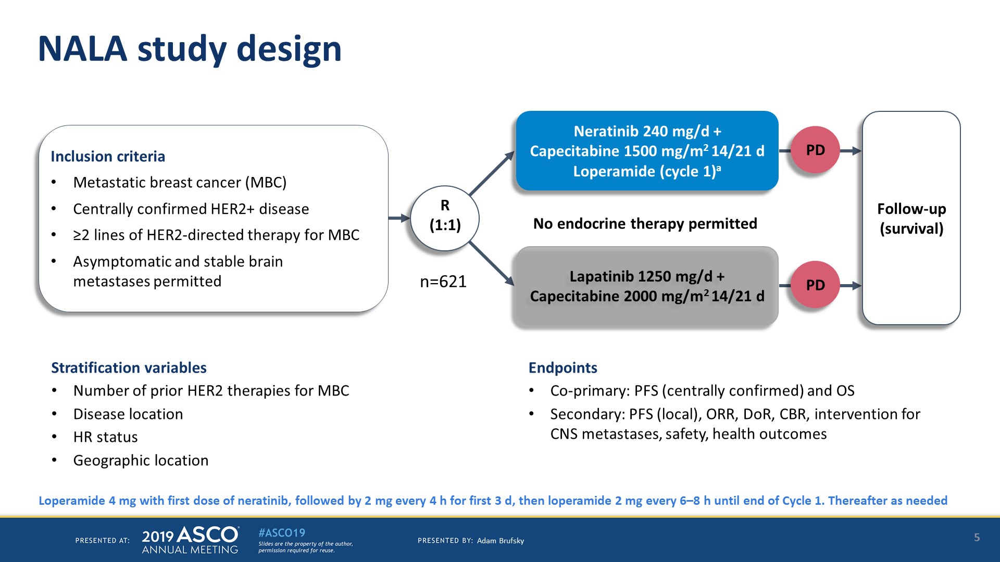 NALA study design
Inclusion criteria
• Metastatic breast cancer (MBC)
• Centrally confirmed HER2+ disease
• ≥2 lines of HER2-directed therapy for MBC
• Asymptomatic and stable brain
metastases permitted
R
(1:1)
n=621
Neratinib 240 mg/d +
Capecitabine 1500 mg/m² 14/21 d
Loperamide (cycle 1)ᵃ
PD
No endocrine therapy permitted
Lapatinib 1250 mg/d +
Capecitabine 2000 mg/m² 14/21 d
PD
Follow-up
(survival)
Stratification variables
• Number of prior HER2 therapies for MBC
• Disease location
• HR status
• Geographic location
Endpoints
• Co-primary: PFS (centrally confirmed) and OS
• Secondary: PFS (local), ORR, DoR, CBR, intervention for
CNS metastases, safety, health outcomes
Loperamide 4 mg with first dose of neratinib, followed by 2 mg every 4 h for first 3 d, then loperamide 2 mg every 6–8 h until end of Cycle 1. Thereafter as needed
PRESENTED AT:
2019 ASCO®
ANNUAL MEETING
#ASCO19
Slides are the property of the author,
permission required for reuse.
PRESENTED BY: Adam Brufsky
5